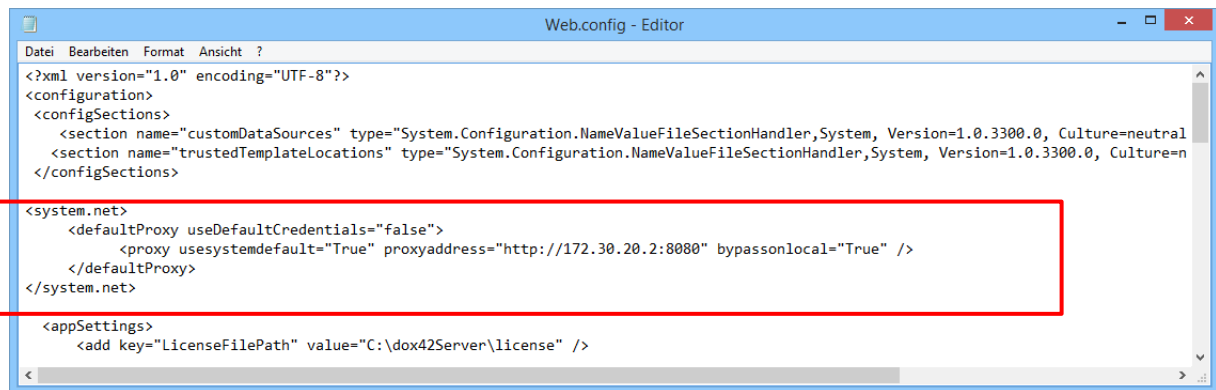 Web.config - Editor
Datei Bearbeiten Format Ansicht ?
<?xml version="1.0" encoding="UTF-8"?>
<configuration>
<configSections>
<section name="customDataSources" type="System.Configuration.NameValueFileSectionHandler,System, Version=1.0.3300.0, Culture=neutral
<section name="trustedTemplateLocations" type="System.Configuration.NameValueFileSectionHandler,System, Version=1.0.3300.0, Culture=n
</configSections>
<system.net>
<defaultProxy useDefaultCredentials="false">
<proxy usesystemdefault="True" proxyaddress="http://172.30.20.2:8080" bypassonlocal="True" />
</defaultProxy>
</system.net>
<appSettings>
<add key="LicenseFilePath" value="C:\dox42Server\license" />